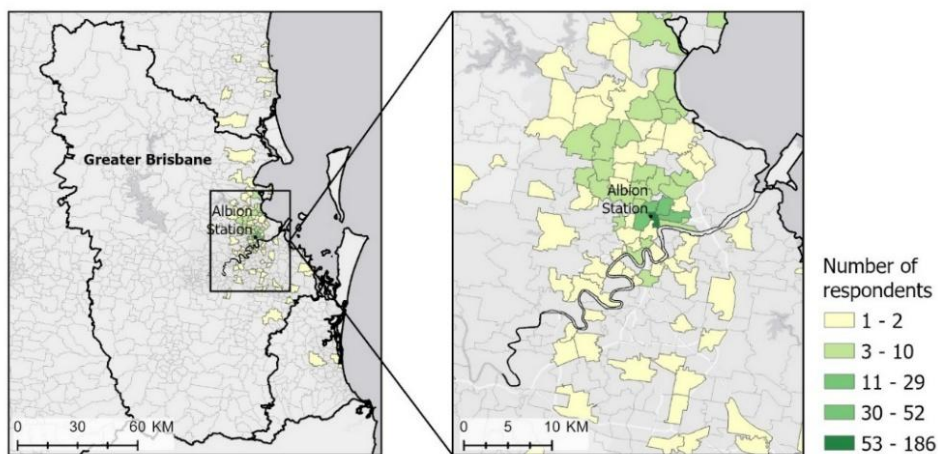 Greater Brisbane
Albion
Station
0 30 60 KM
Albion
Station
0 5 10 KM
Number of
respondents
1 - 2
3 - 10
11 - 29
30 - 52
53 - 186